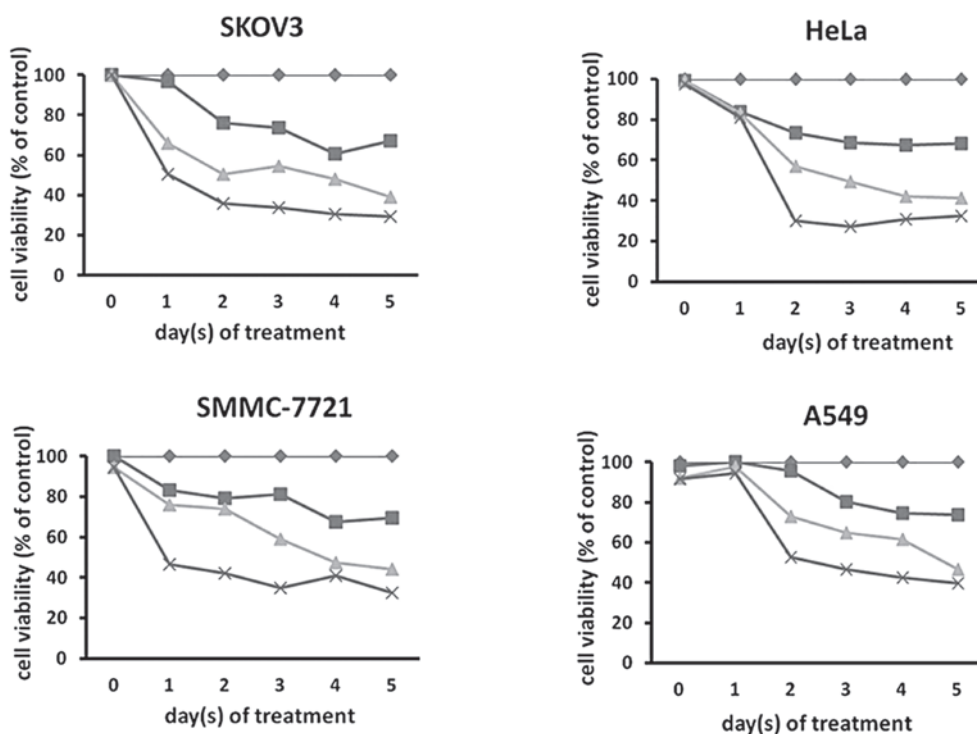 SKOV3
cell viability (% of control)
100
80
60
40
20
0
0 1 2 3 4 5
day(s) of treatment
HeLa
cell viability (% of control)
100
80
60
40
20
0
0 1 2 3 4 5
day(s) of treatment
SMMC-7721
cell viability (% of control)
100
80
60
40
20
0
0 1 2 3 4 5
day(s) of treatment
A549
cell viability (% of control)
100
80
60
40
20
0
0 1 2 3 4 5
day(s) of treatment